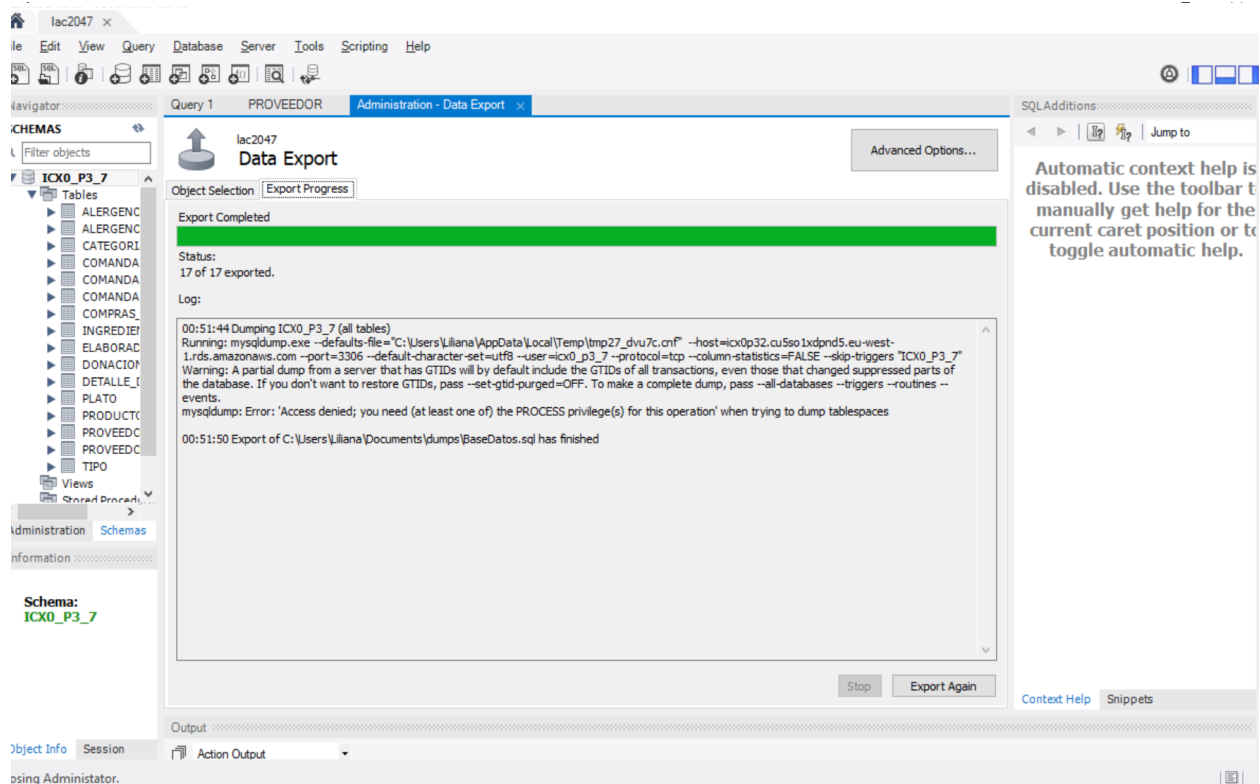 lac2047 ×
Edit View Query Database Server Tools Scripting Help
Navigator
SCHEMAS
Filter objects
ICX0_P3_7
Tables
ALERGENC
ALERGENC
CATEGORI
COMANDA
COMANDA
COMANDA
COMPRAS_
INGREDIEN
ELABORAD
DONACION
DETALLE_
PLATO
PRODUCTO
PROVEEDO
PROVEEDO
TIPO
Views
Stored Proced
Administration Schemas
Information
Schema:
ICX0_P3_7
Object Info Session
Query 1 PROVEEDOR Administration - Data Export ×
lac2047
Data Export
Advanced Options...
Object Selection Export Progress
Export Completed
Status:
17 of 17 exported.
Log:
00:51:44 Dumping ICX0_P3_7 (all tables)
Running: mysqldump.exe --defaults-file="C:\Users\Liliana\AppData\Local\Temp\tmp27_dvu7c.cnf" --host=icx0p32.cu5so1xdpnd5.eu-west-
1.rds.amazonaws.com --port=3306 --default-character-set=utf8 --user=icx0_p3_7 --protocol=tcp --column-statistics=FALSE --skip-triggers "ICX0_P3_7"
Warning: A partial dump from a server that has GTIDs will by default include the GTIDs of all transactions, even those that changed suppressed parts of
the database. If you don't want to restore GTIDs, pass --set-gtid-purged=OFF. To make a complete dump, pass --all-databases --triggers --routines --
events.
mysqldump: Error: 'Access denied; you need (at least one of) the PROCESS privilege(s) for this operation' when trying to dump tablespaces
00:51:50 Export of C:\Users\Liliana\Documents\dumps\BaseDatos.sql has finished
Stop Export Again
Output
Action Output
SQLAdditions
Jump to
Automatic context help is
disabled. Use the toolbar t
manually get help for the
current caret position or to
toggle automatic help.
Context Help Snippets
osing Administator.